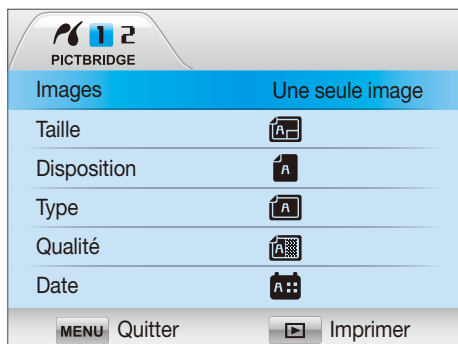 1 2
PICTBRIDGE
Images Une seule image
Taille A
Disposition A
Type A
Qualité A
Date A
MENU Quitter Imprimer